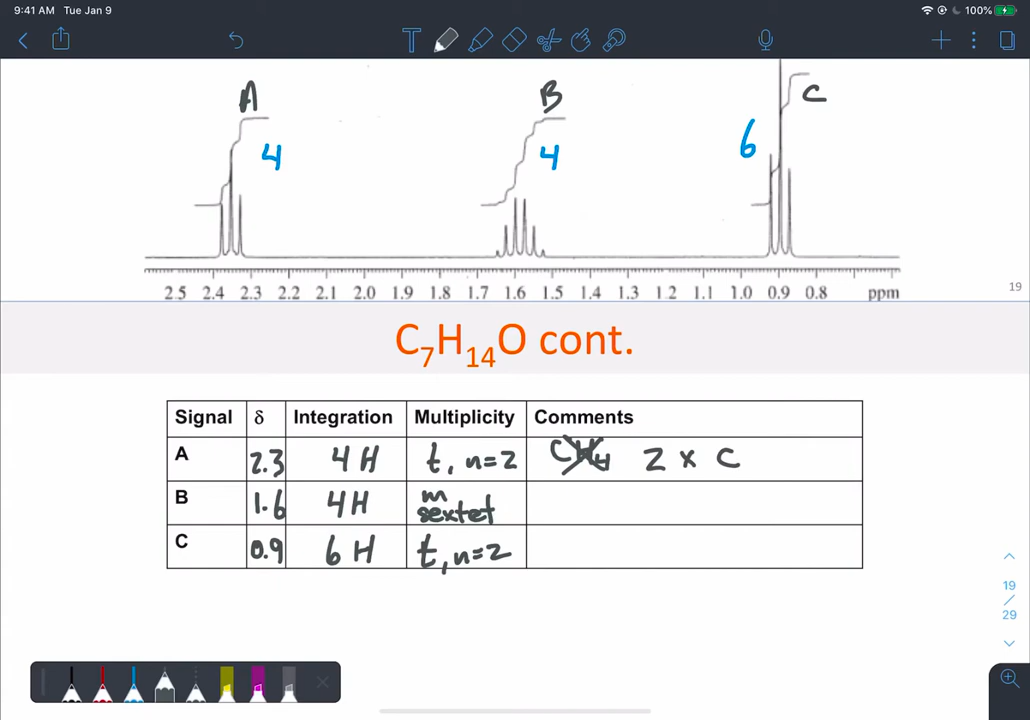 9:41 AM Tue Jan 9
100%
A
B
C
4
4
6
2.5 2.4 2.3 2.2 2.1 2.0 1.9 1.8 1.7 1.6 1.5 1.4 1.3 1.2 1.1 1.0 0.9 0.8 ppm
19
C₇H₁₄O cont.
Signal δ Integration Multiplicity Comments
A 2.3 4 H t, n=2 CH₄ 2 x C
B 1.6 4H m
sextet
C 0.9 6 H t, n=2
19
/
29